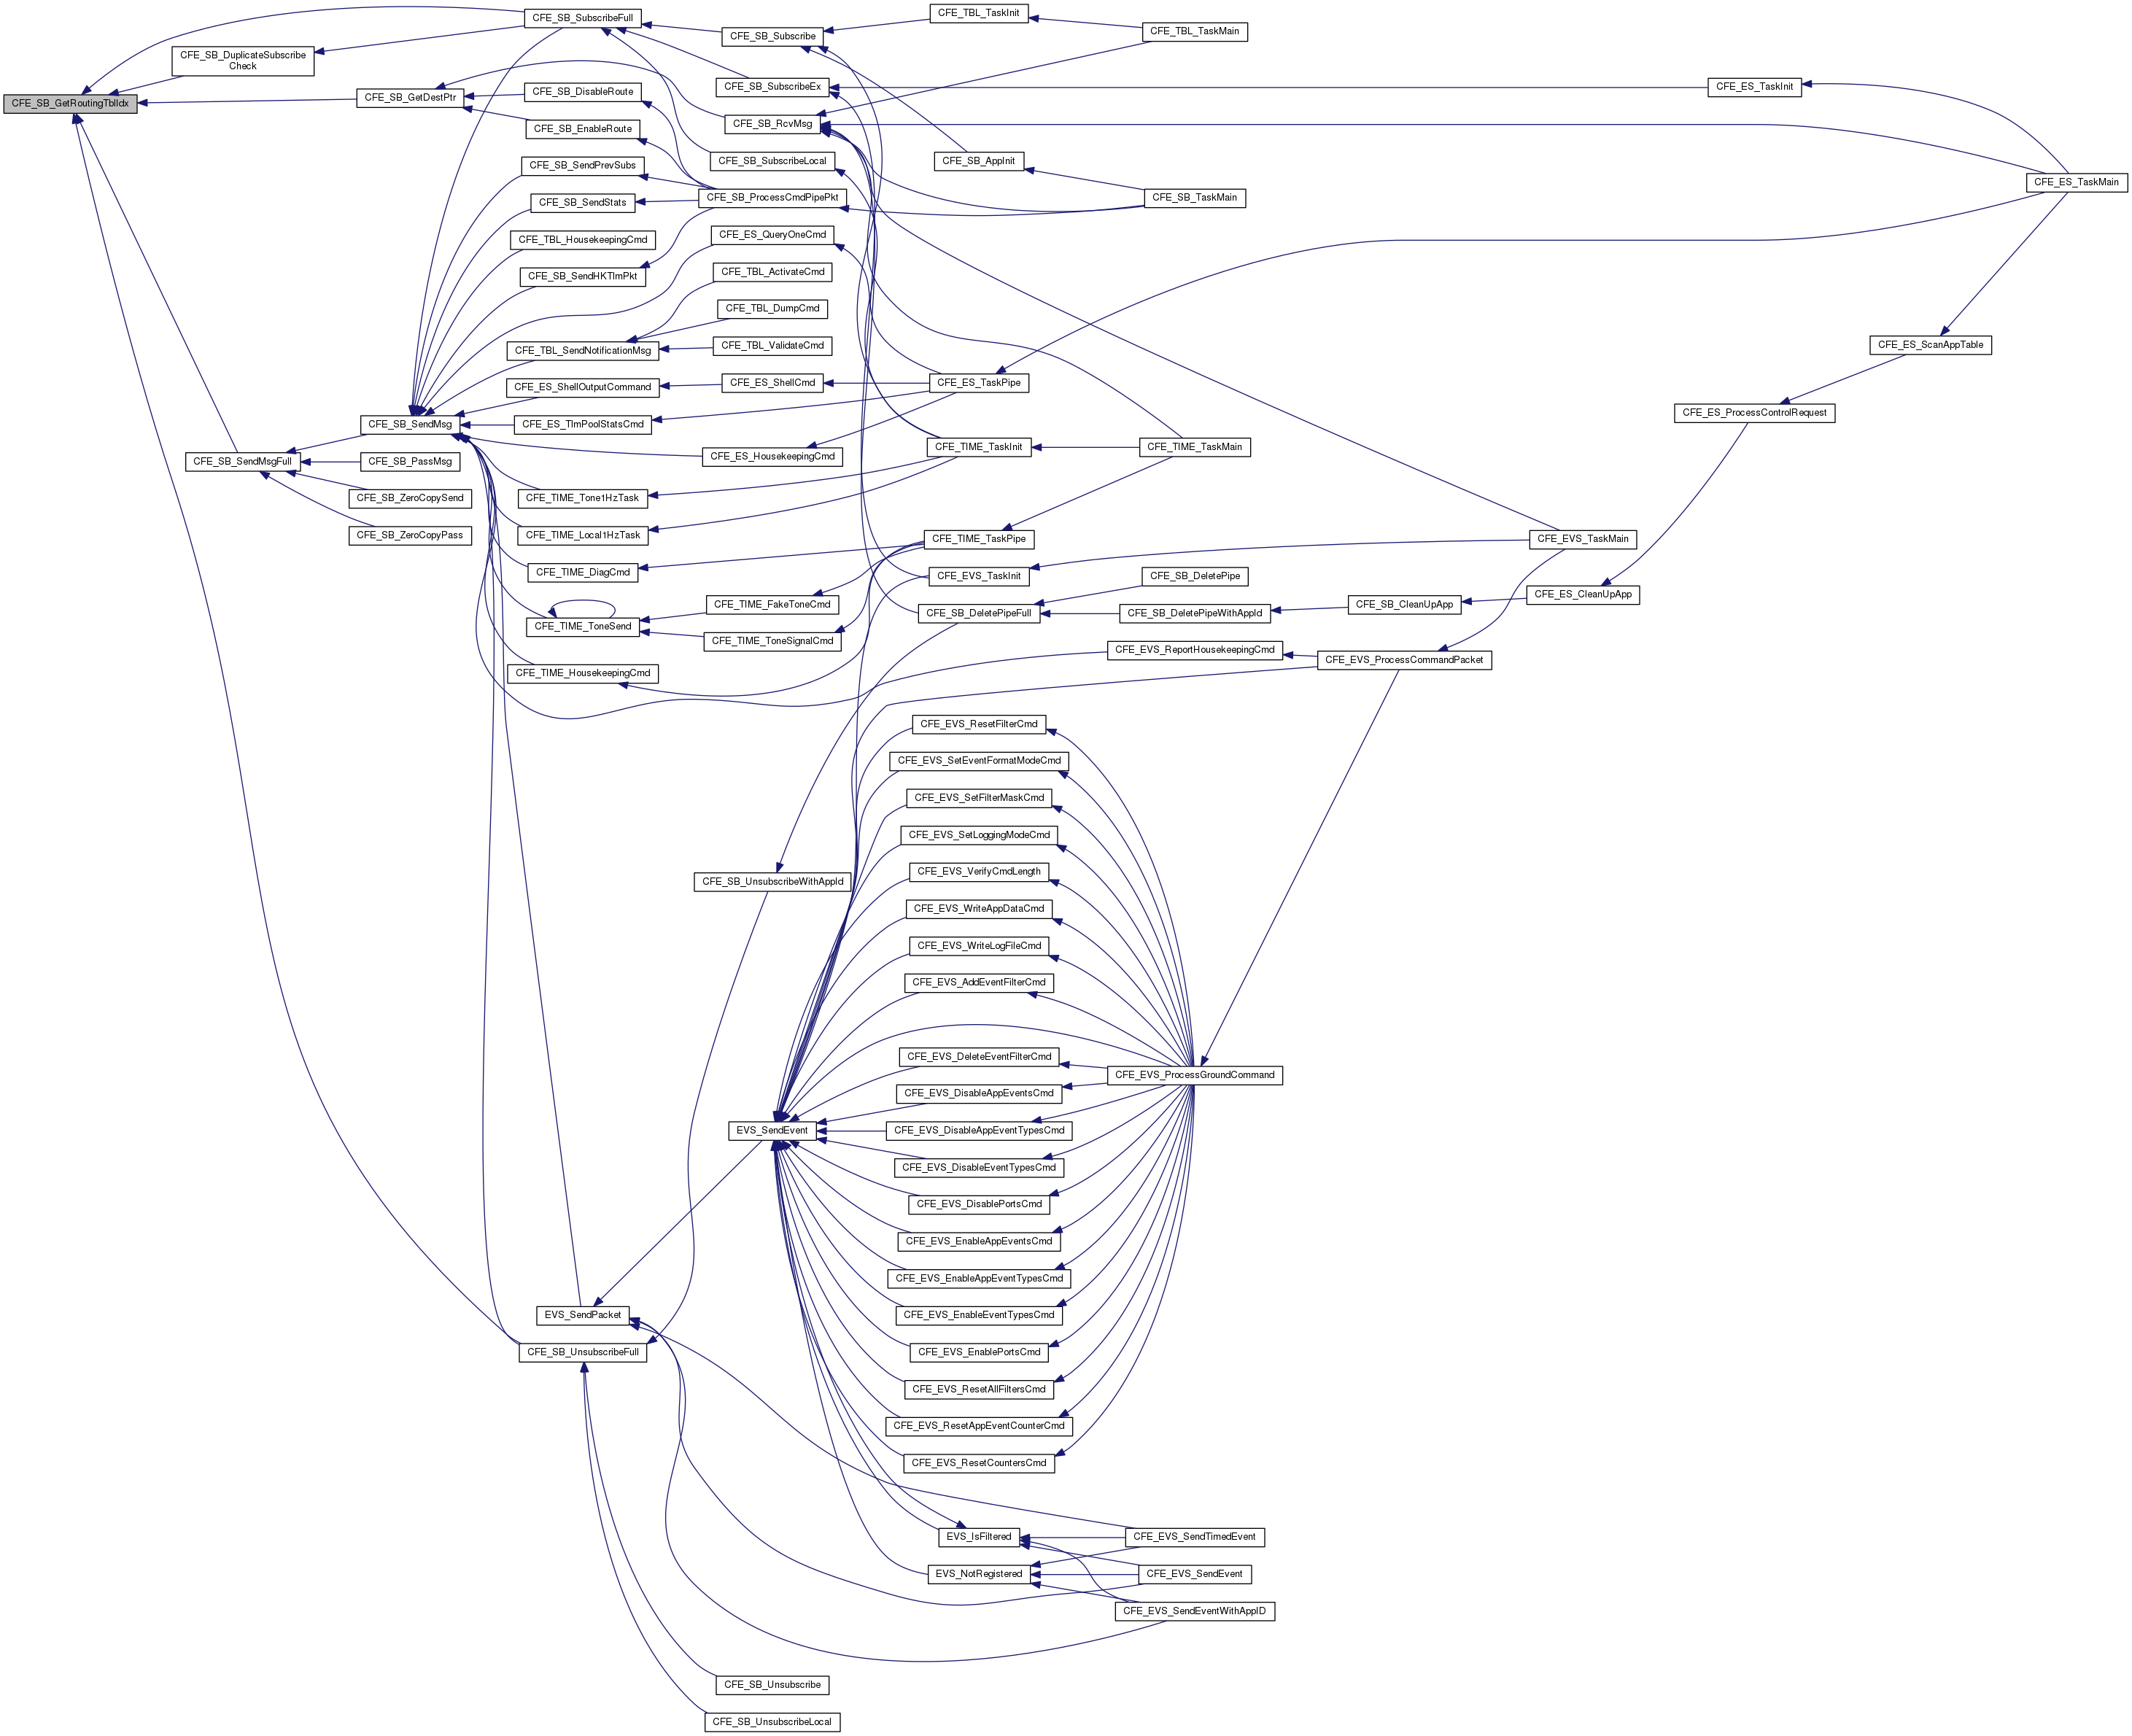 CFE_SB_GetRoutingTblIdx
CFE_SB_DuplicateSubscribe
Check
CFE_SB_SendMsgFull
CFE_SB_GetDestPtr
CFE_SB_SendMsg
CFE_SB_PassMsg
CFE_SB_ZeroCopySend
CFE_SB_ZeroCopyPass
CFE_SB_SubscribeFull
CFE_SB_DisableRoute
CFE_SB_EnableRoute
CFE_SB_SendPrevSubs
CFE_SB_SendStats
CFE_TBL_HousekeepingCmd
CFE_SB_SendHKTlmPkt
CFE_TBL_SendNotificationMsg
CFE_ES_ShellOutputCommand
CFE_ES_TlmPoolStatsCmd
CFE_TIME_Tone1HzTask
CFE_TIME_Local1HzTask
CFE_TIME_DiagCmd
CFE_TIME_ToneSend
CFE_TIME_HousekeepingCmd
EVS_SendPacket
CFE_SB_UnsubscribeFull
CFE_SB_Subscribe
CFE_SB_SubscribeEx
CFE_SB_RcvMsg
CFE_SB_SubscribeLocal
CFE_SB_ProcessCmdPipePkt
CFE_ES_QueryOneCmd
CFE_TBL_ActivateCmd
CFE_TBL_DumpCmd
CFE_TBL_ValidateCmd
CFE_ES_ShellCmd
CFE_ES_HousekeepingCmd
CFE_TIME_FakeToneCmd
CFE_TIME_ToneSignalCmd
CFE_SB_UnsubscribeWithAppId
EVS_SendEvent
CFE_SB_Unsubscribe
CFE_SB_UnsubscribeLocal
CFE_TBL_TaskInit
CFE_SB_AppInit
CFE_ES_TaskPipe
CFE_TIME_TaskInit
CFE_TIME_TaskPipe
CFE_EVS_TaskInit
CFE_SB_DeletePipeFull
CFE_EVS_ResetFilterCmd
CFE_EVS_SetEventFormatModeCmd
CFE_EVS_SetFilterMaskCmd
CFE_EVS_SetLoggingModeCmd
CFE_EVS_VerifyCmdLength
CFE_EVS_WriteAppDataCmd
CFE_EVS_WriteLogFileCmd
CFE_EVS_AddEventFilterCmd
CFE_EVS_DeleteEventFilterCmd
CFE_EVS_DisableAppEventsCmd
CFE_EVS_DisableAppEventTypesCmd
CFE_EVS_DisableEventTypesCmd
CFE_EVS_DisablePortsCmd
CFE_EVS_EnableAppEventsCmd
CFE_EVS_EnableAppEventTypesCmd
CFE_EVS_EnableEventTypesCmd
CFE_EVS_EnablePortsCmd
CFE_EVS_ResetAllFiltersCmd
CFE_EVS_ResetAppEventCounterCmd
CFE_EVS_ResetCountersCmd
EVS_IsFiltered
EVS_NotRegistered
CFE_TBL_TaskMain
CFE_SB_TaskMain
CFE_TIME_TaskMain
CFE_SB_DeletePipe
CFE_SB_DeletePipeWithAppId
CFE_EVS_ReportHousekeepingCmd
CFE_EVS_ProcessGroundCommand
CFE_EVS_SendTimedEvent
CFE_EVS_SendEvent
CFE_EVS_SendEventWithAppID
CFE_SB_CleanUpApp
CFE_EVS_ProcessCommandPacket
CFE_EVS_TaskMain
CFE_ES_CleanUpApp
CFE_ES_TaskInit
CFE_ES_ProcessControlRequest
CFE_ES_ScanAppTable
CFE_ES_TaskMain